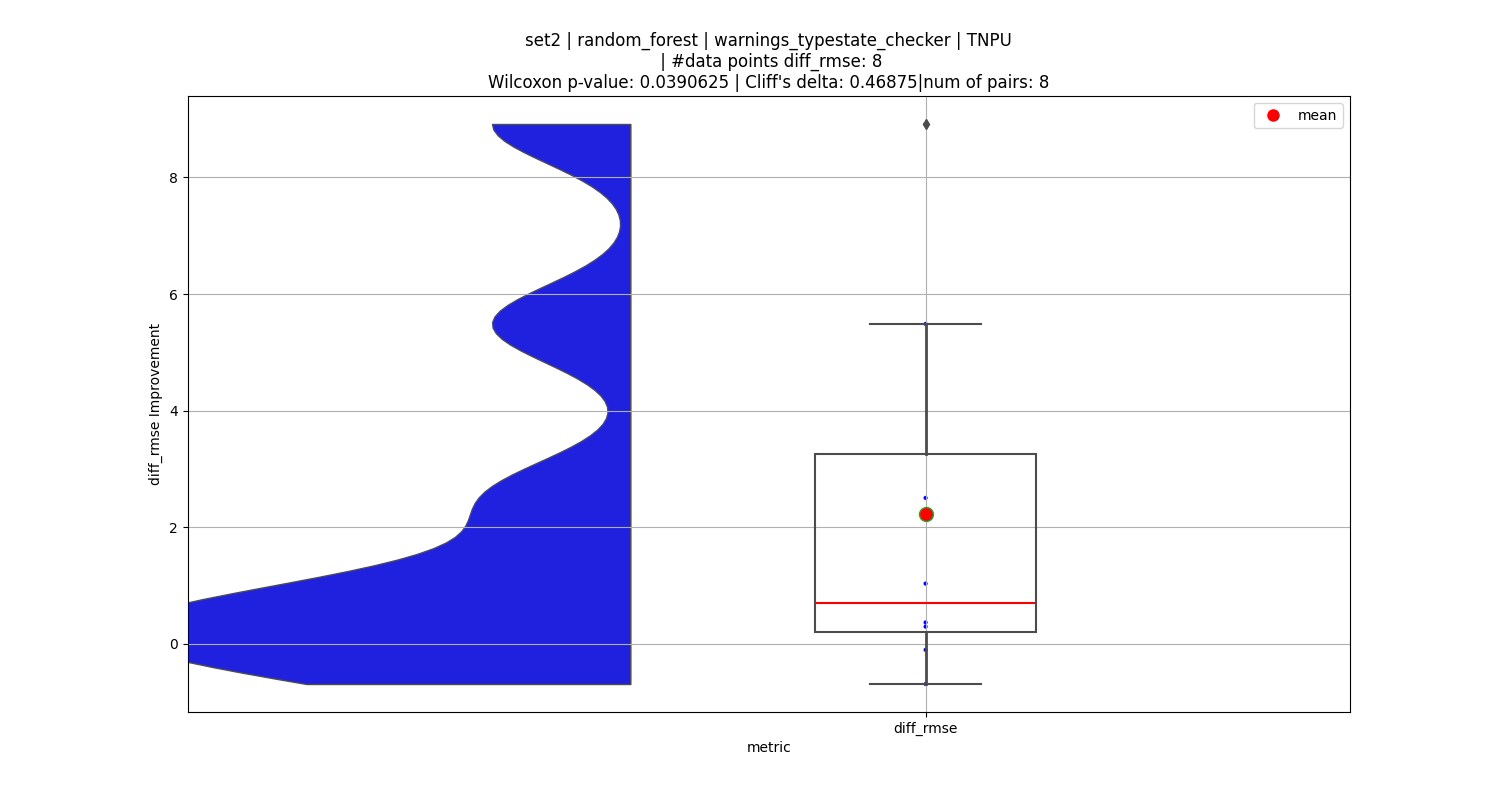 set2 | random_forest | warnings_typestate_checker | TNPU
| #data points diff_rmse: 8
Wilcoxon p-value: 0.0390625 | Cliff's delta: 0.46875|num of pairs: 8
mean
8
6
4
2
0
diff_rmse Improvement
diff_rmse
metric